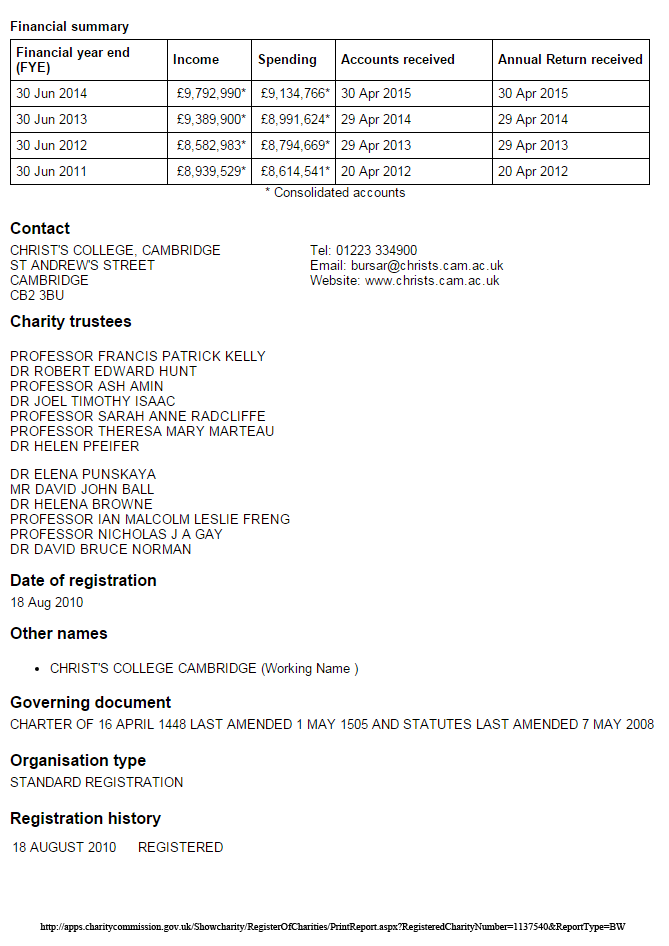 Financial summary
Financial year end (FYE) Income Spending Accounts received Annual Return received
30 Jun 2014 £9,792,990* £9,134,766* 30 Apr 2015 30 Apr 2015
30 Jun 2013 £9,389,900* £8,991,624* 29 Apr 2014 29 Apr 2014
30 Jun 2012 £8,582,983* £8,794,669* 29 Apr 2013 29 Apr 2013
30 Jun 2011 £8,939,529* £8,614,541* 20 Apr 2012 20 Apr 2012
* Consolidated accounts
Contact
CHRIST'S COLLEGE, CAMBRIDGE Tel: 01223 334900
ST ANDREW'S STREET Email: bursar@christs.cam.ac.uk
CAMBRIDGE Website: www.christs.cam.ac.uk
CB2 3BU
Charity trustees
PROFESSOR FRANCIS PATRICK KELLY
DR ROBERT EDWARD HUNT
PROFESSOR ASH AMIN
DR JOEL TIMOTHY ISAAC
PROFESSOR SARAH ANNE RADCLIFFE
PROFESSOR THERESA MARY MARTEAU
DR HELEN PFEIFER
DR ELENA PUNSKAYA
MR DAVID JOHN BALL
DR HELENA BROWNE
PROFESSOR IAN MALCOLM LESLIE FRENG
PROFESSOR NICHOLAS J A GAY
DR DAVID BRUCE NORMAN
Date of registration
18 Aug 2010
Other names
• CHRIST'S COLLEGE CAMBRIDGE (Working Name )
Governing document
CHARTER OF 16 APRIL 1448 LAST AMENDED 1 MAY 1505 AND STATUTES LAST AMENDED 7 MAY 2008
Organisation type
STANDARD REGISTRATION
Registration history
18 AUGUST 2010 REGISTERED
http://apps.charitycommission.gov.uk/Showcharity/RegisterOfCharities/PrintReport.aspx?RegisteredCharityNumber=1137540&ReportType=BW